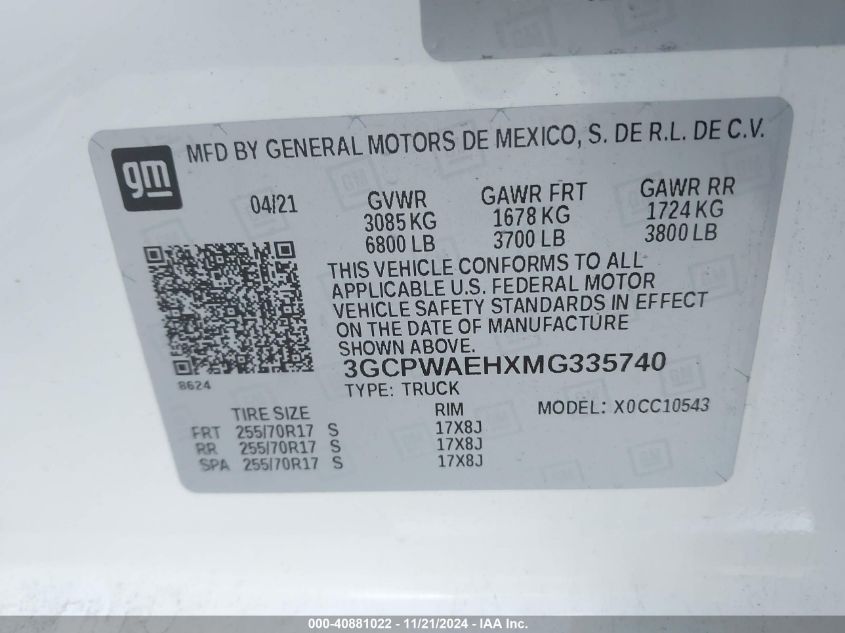 gm
MFD BY GENERAL MOTORS DE MEXICO, S. DE R.L. DE C.V.
04/21
GVWR GAWR FRT GAWR RR
3085 KG 1678 KG 1724 KG
6800 LB 3700 LB 3800 LB
THIS VEHICLE CONFORMS TO ALL
APPLICABLE U.S. FEDERAL MOTOR
VEHICLE SAFETY STANDARDS IN EFFECT
ON THE DATE OF MANUFACTURE
SHOWN ABOVE.
3GCPWAEHXMG335740
8624
TYPE: TRUCK
TIRE SIZE RIM MODEL: X0CC10543
FRT 255/70R17 S 17X8J
RR 255/70R17 S 17X8J
SPA 255/70R17 S 17X8J
000-40881022 - 11/21/2024 - IAA Inc.